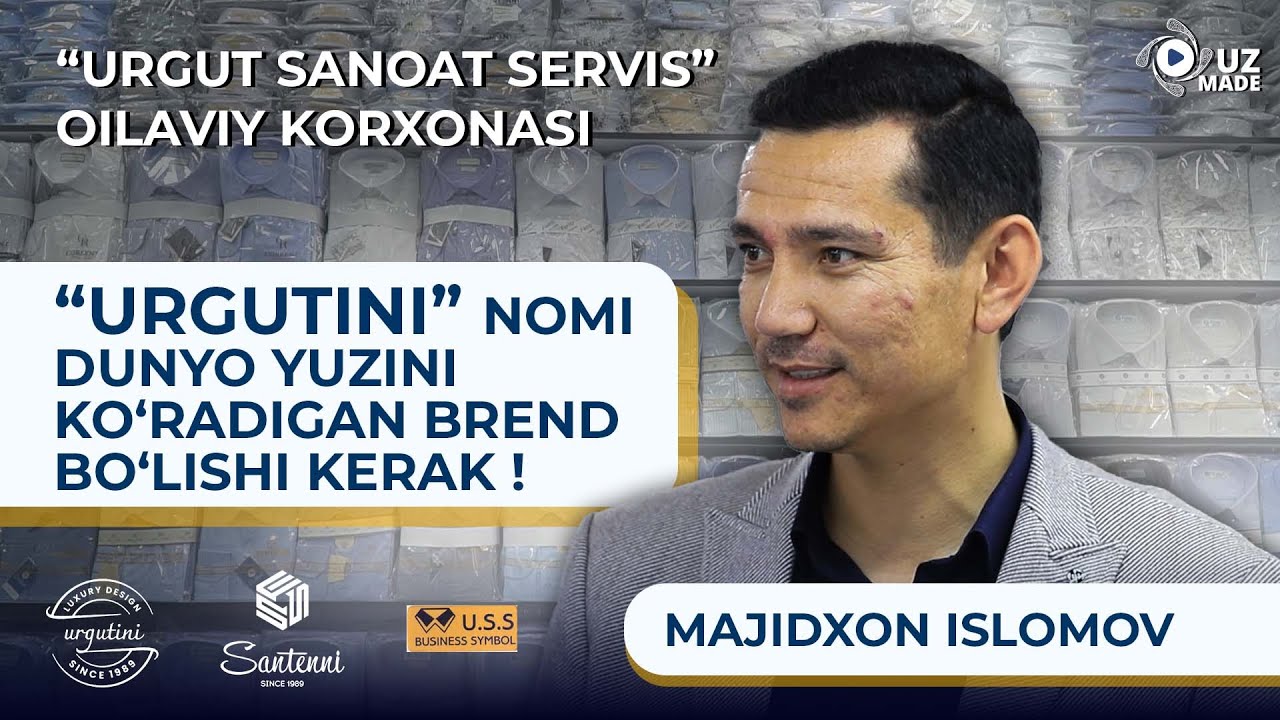 “URGUT SANOAT SERVIS”
OILAVIY KORXONASI
UZ
MADE
“URGUTINI” NOMI
DUNYO YUZINI
KO‘RADIGAN BREND
BO‘LISHI KERAK !
LUXURY DESIGN
urgutini
SINCE 1989
Santenni
SINCE 1989
U.S.S
BUSINESS SYMBOL
MAJIDXON ISLOMOV